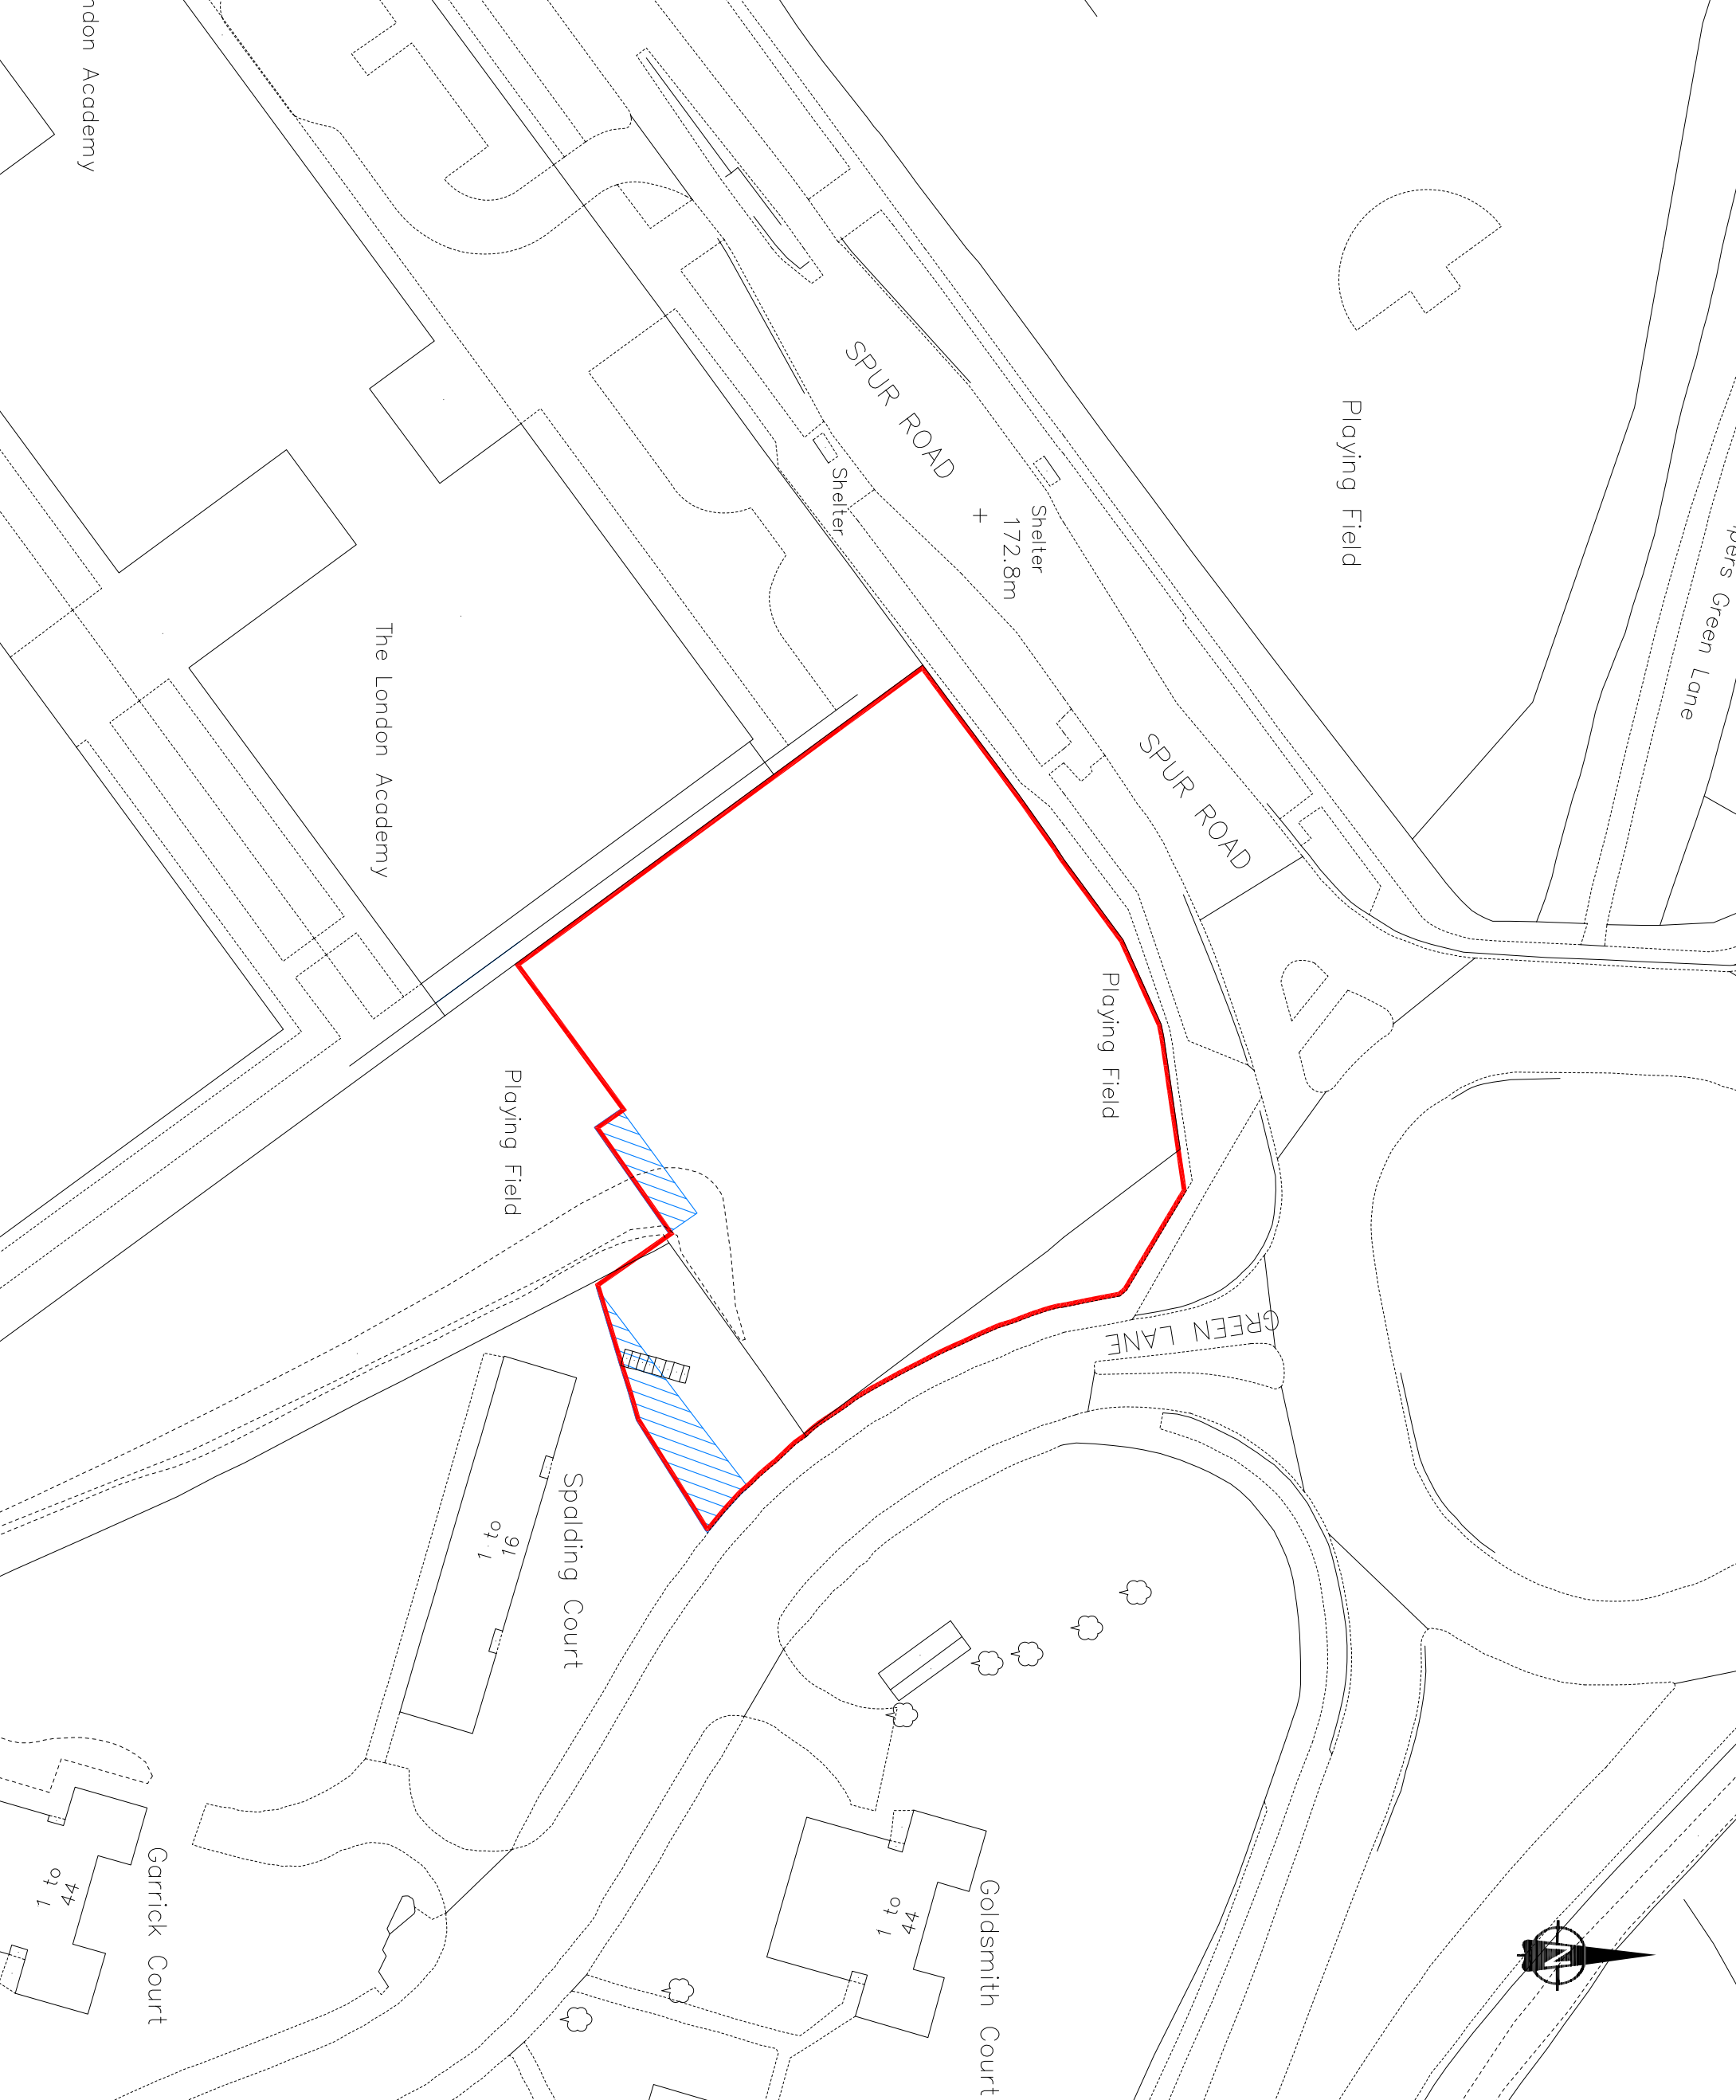 ndon Academy
SPUR ROAD
Playing Field
Shelter
Shelter
172.8m
pers Green Lane
The London Academy
SPUR ROAD
Playing Field
Playing Field
GREEN LANE
Spalding Court
1 to
16
Garrick Court
1 to
44
Goldsmith Court
1 to
44
N